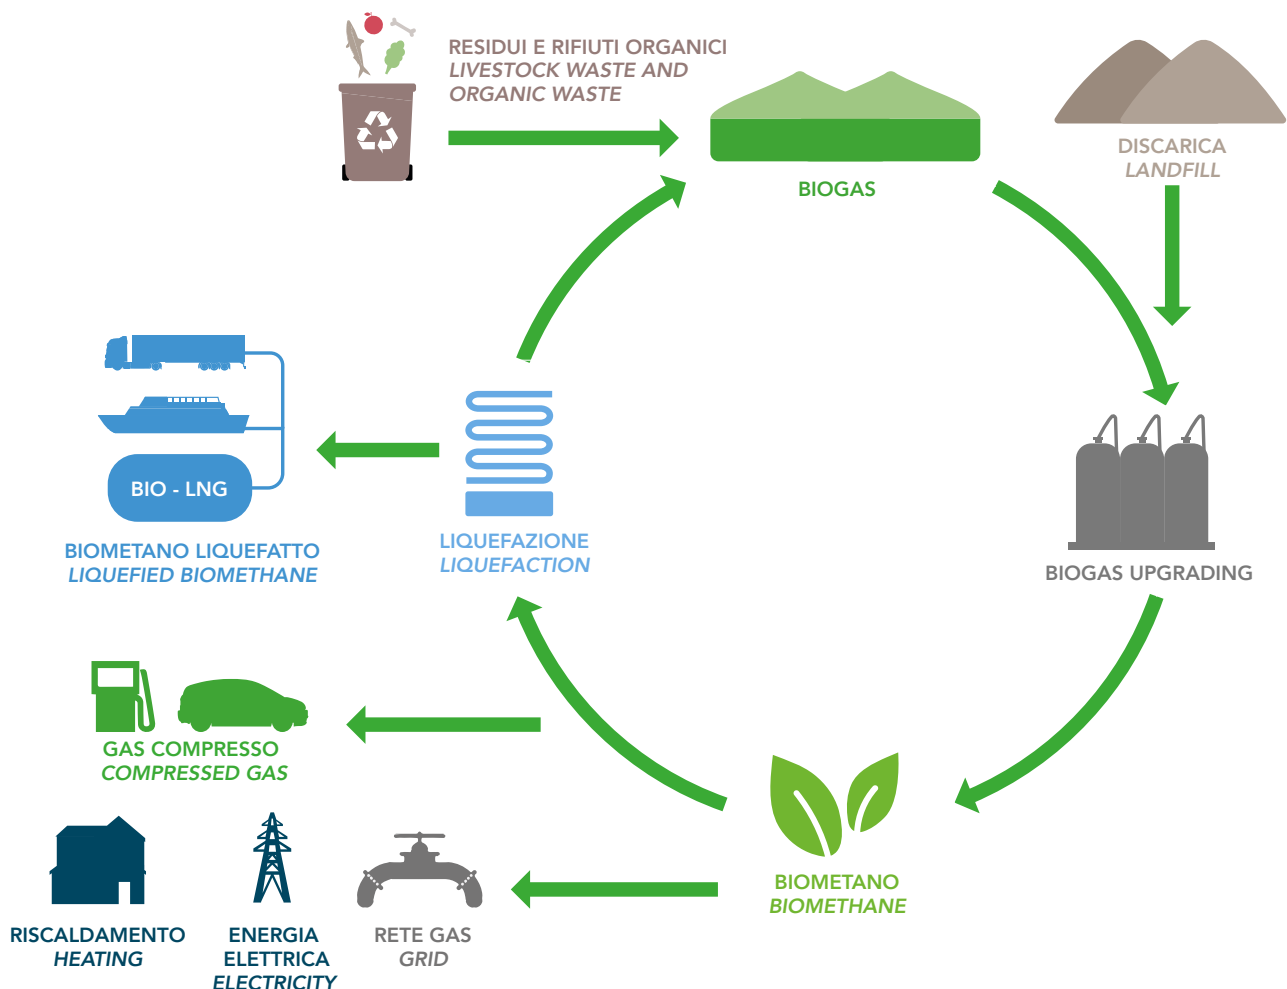 RESIDUI E RIFIUTI ORGANICI
LIVESTOCK WASTE AND
ORGANIC WASTE
BIOGAS
DISCARICA
LANDFILL
BIO - LNG
BIOMETANO LIQUEFATTO
LIQUEFIED BIOMETHANE
LIQUEFAZIONE
LIQUEFACTION
BIOGAS UPGRADING
GAS COMPRESSO
COMPRESSED GAS
BIOMETANO
BIOMETHANE
RISCALDAMENTO
HEATING
ENERGIA
ELETTRICA
ELECTRICITY
RETE GAS
GRID